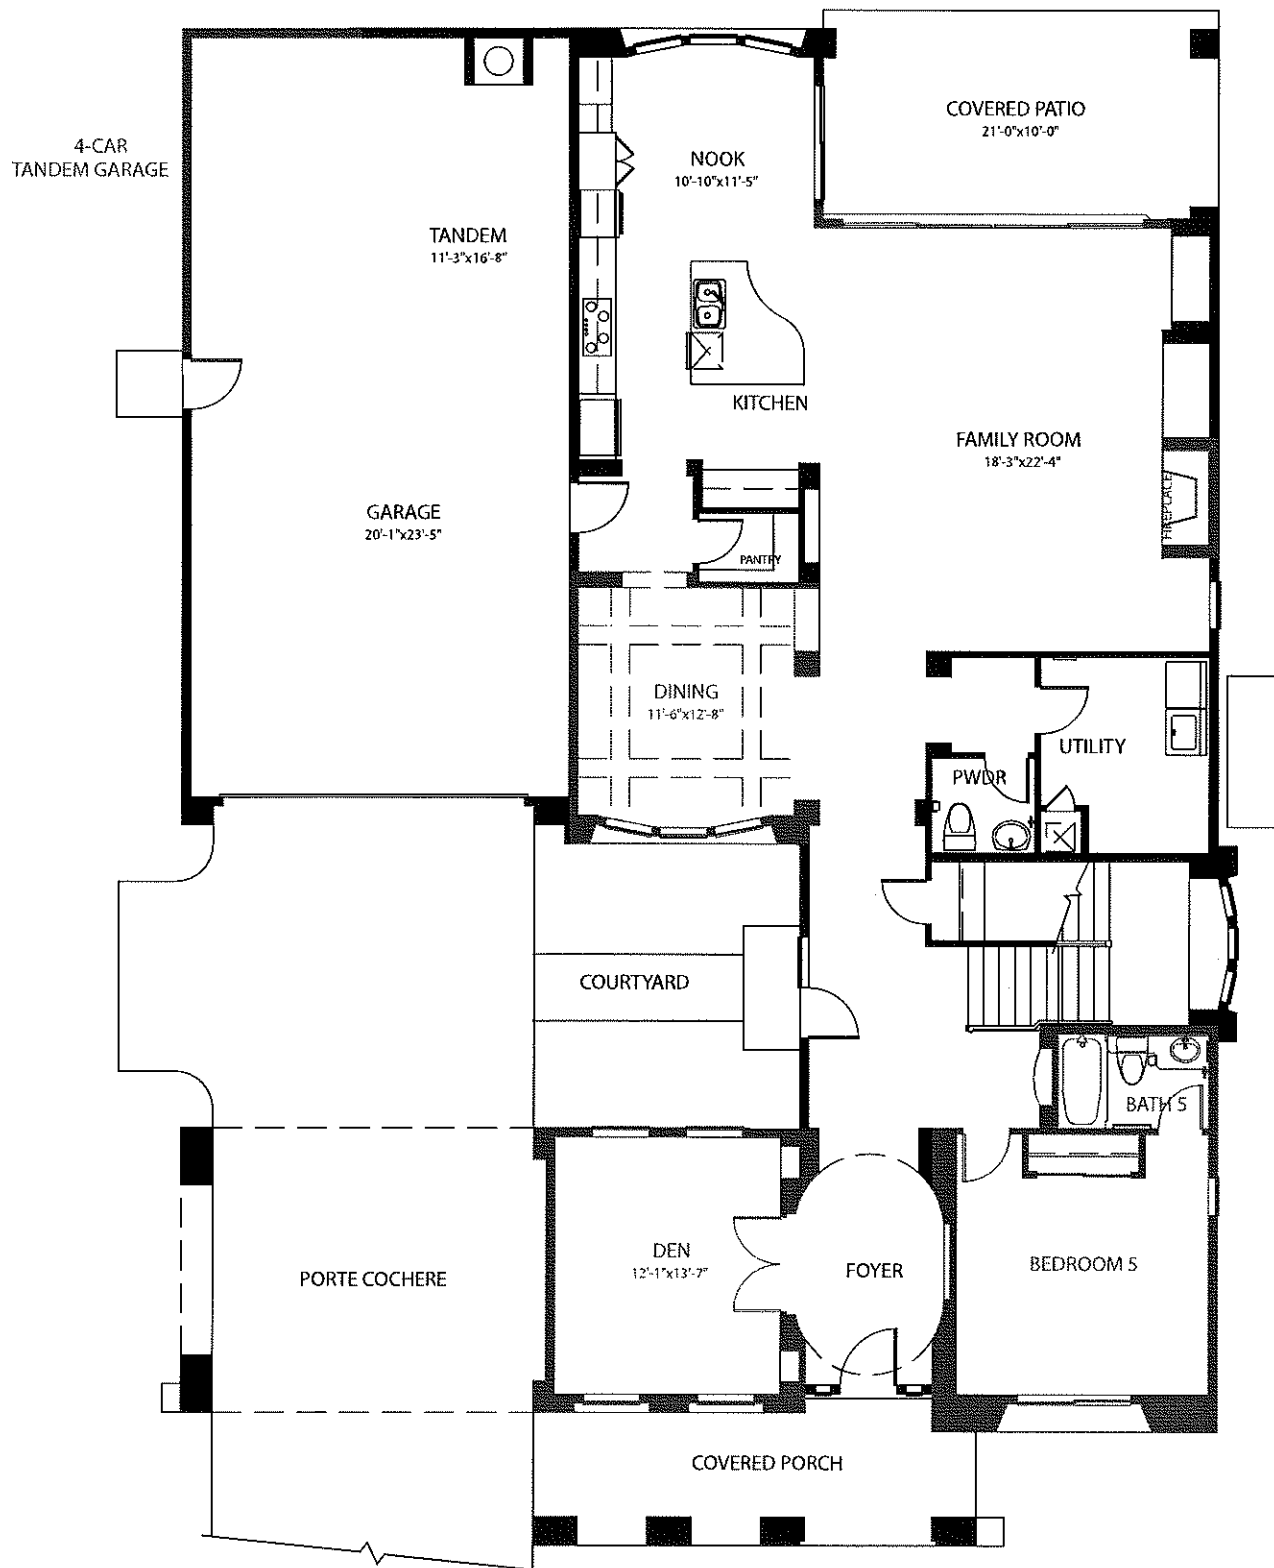 COVERED PATIO
21'-0"x10'-0"
4-CAR
TANDEM GARAGE
NOOK
10'-10"x11'-5"
TANDEM
11'-3"x16'-8"
KITCHEN
FAMILY ROOM
18'-3"x22'-4"
FIREPLACE
GARAGE
20'-1"x23'-5"
PANTRY
DINING
11'-6"x12'-8"
UTILITY
PWDR
COURTYARD
BATH 5
DEN
12'-1"x13'-7"
FOYER
BEDROOM 5
PORTE COCHERE
COVERED PORCH